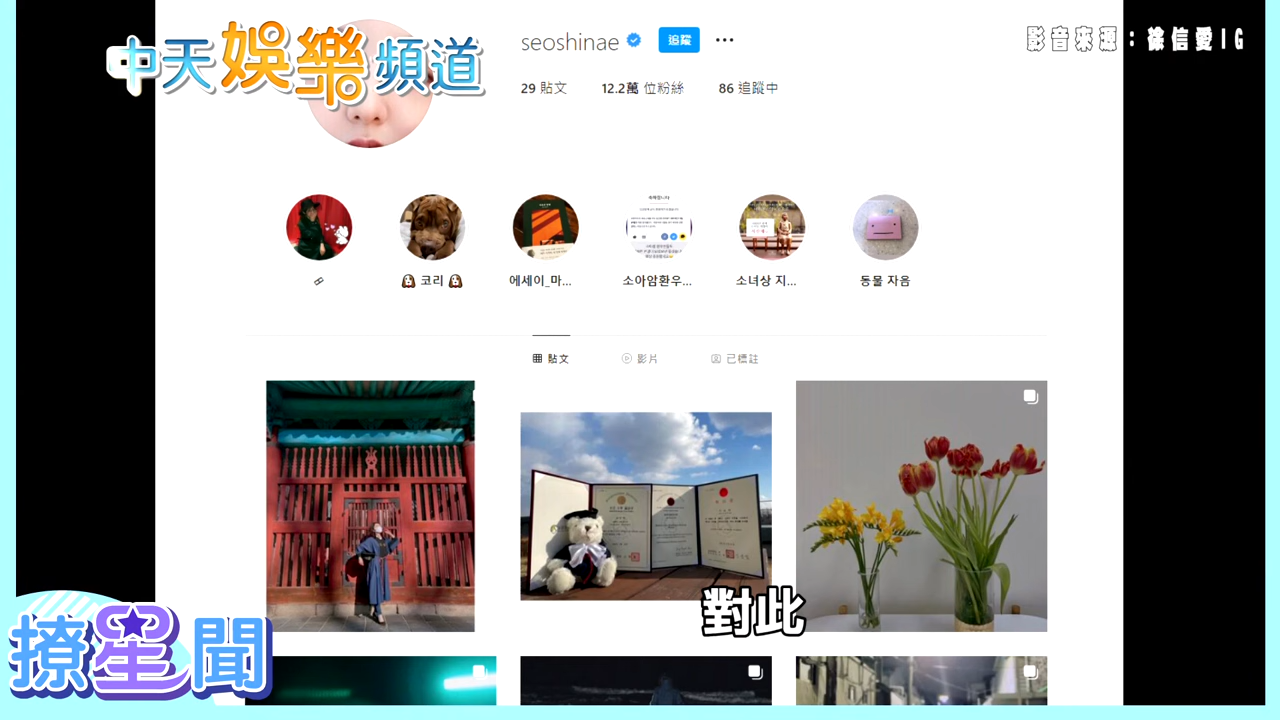 中天娛樂頻道
影音來源：徐信愛IG
seoshinae
追蹤
29 貼文
12.2萬 位粉絲
86 追蹤中
코리
에세이_마...
소아암환우...
소녀상 지...
동물 자음
貼文
影片
已標註
對此
撩星聞